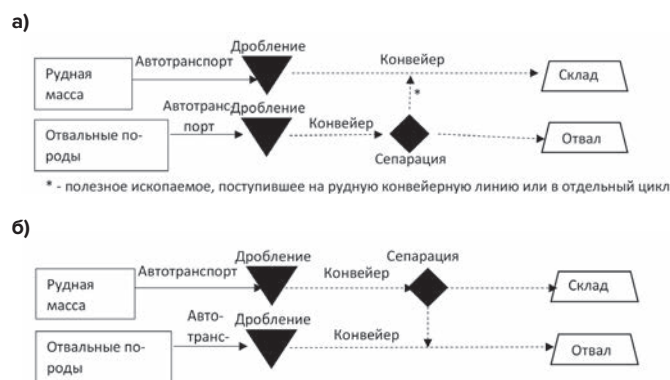 а)
Дробление
Автотранспорт
Конвейер
Рудная
масса
Склад
Автотранс-
порт
Дробление
Конвейер
Отвальные по-
роды
Сепарация
Отвал
* - полезное ископаемое, поступившее на рудную конвейерную линию или в отдельный цикл
б)
Дробление
Сепарация
Автотранспорт
Конвейер
Рудная
масса
Склад
Авто-
транс-
Дробление
Конвейер
Отвальные по-
роды
Отвал